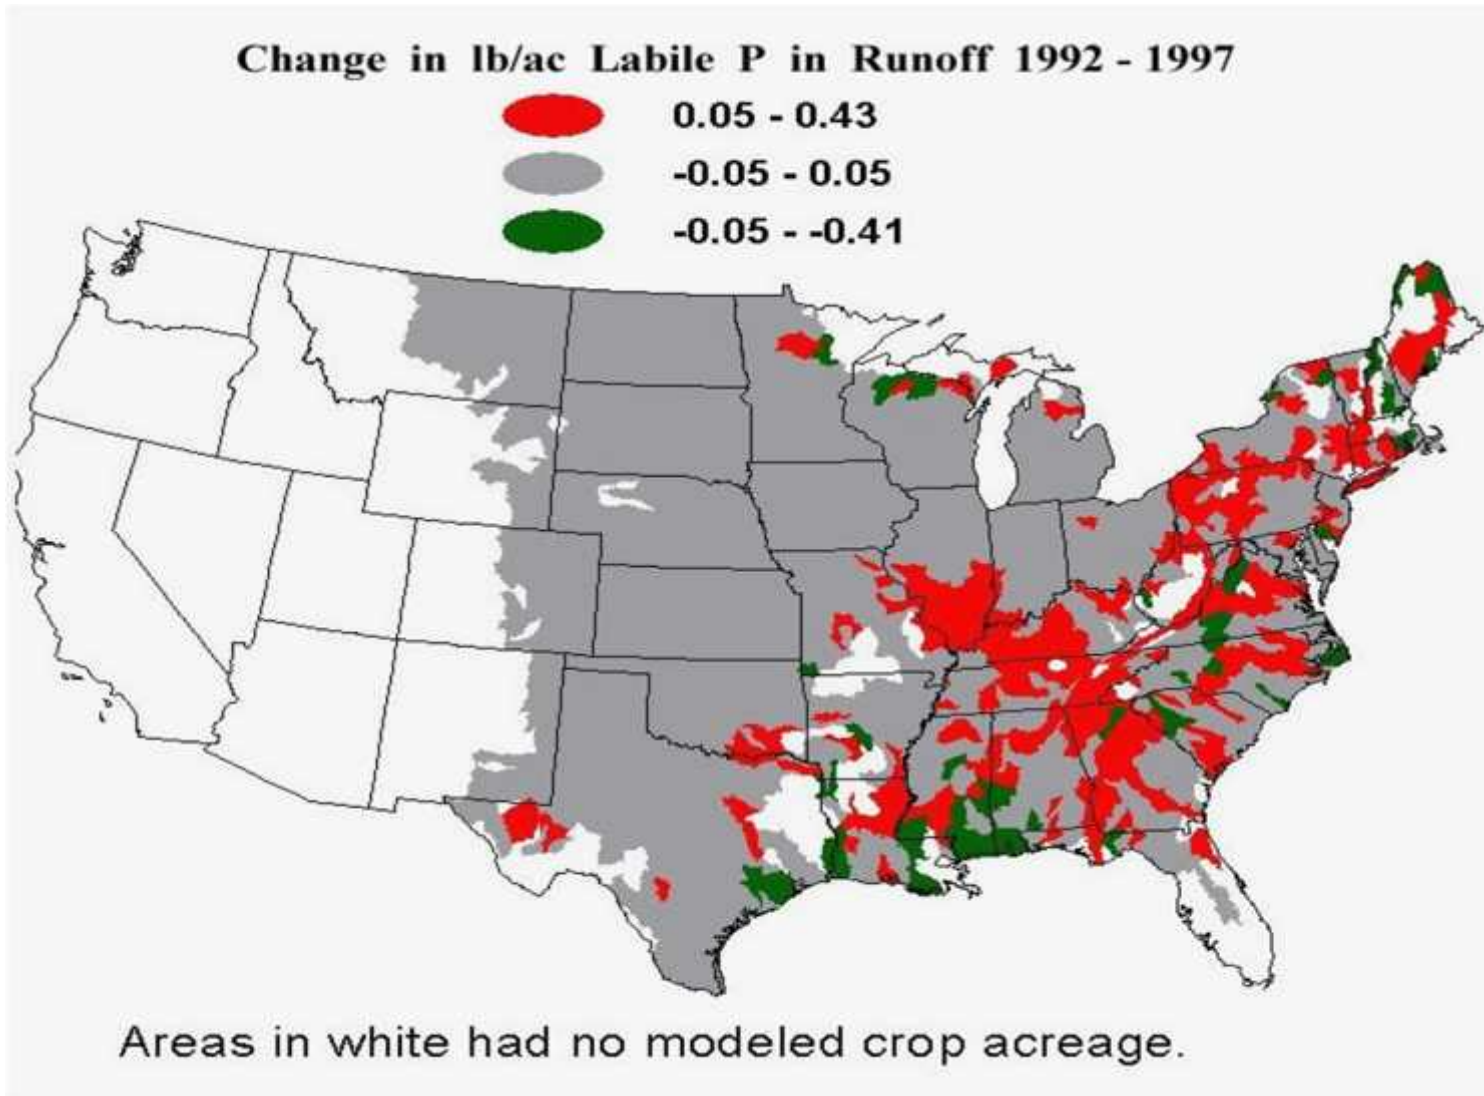 Change in lb/ac Labile P in Runoff 1992 - 1997
0.05 - 0.43
-0.05 - 0.05
-0.05 - -0.41
Areas in white had no modeled crop acreage.